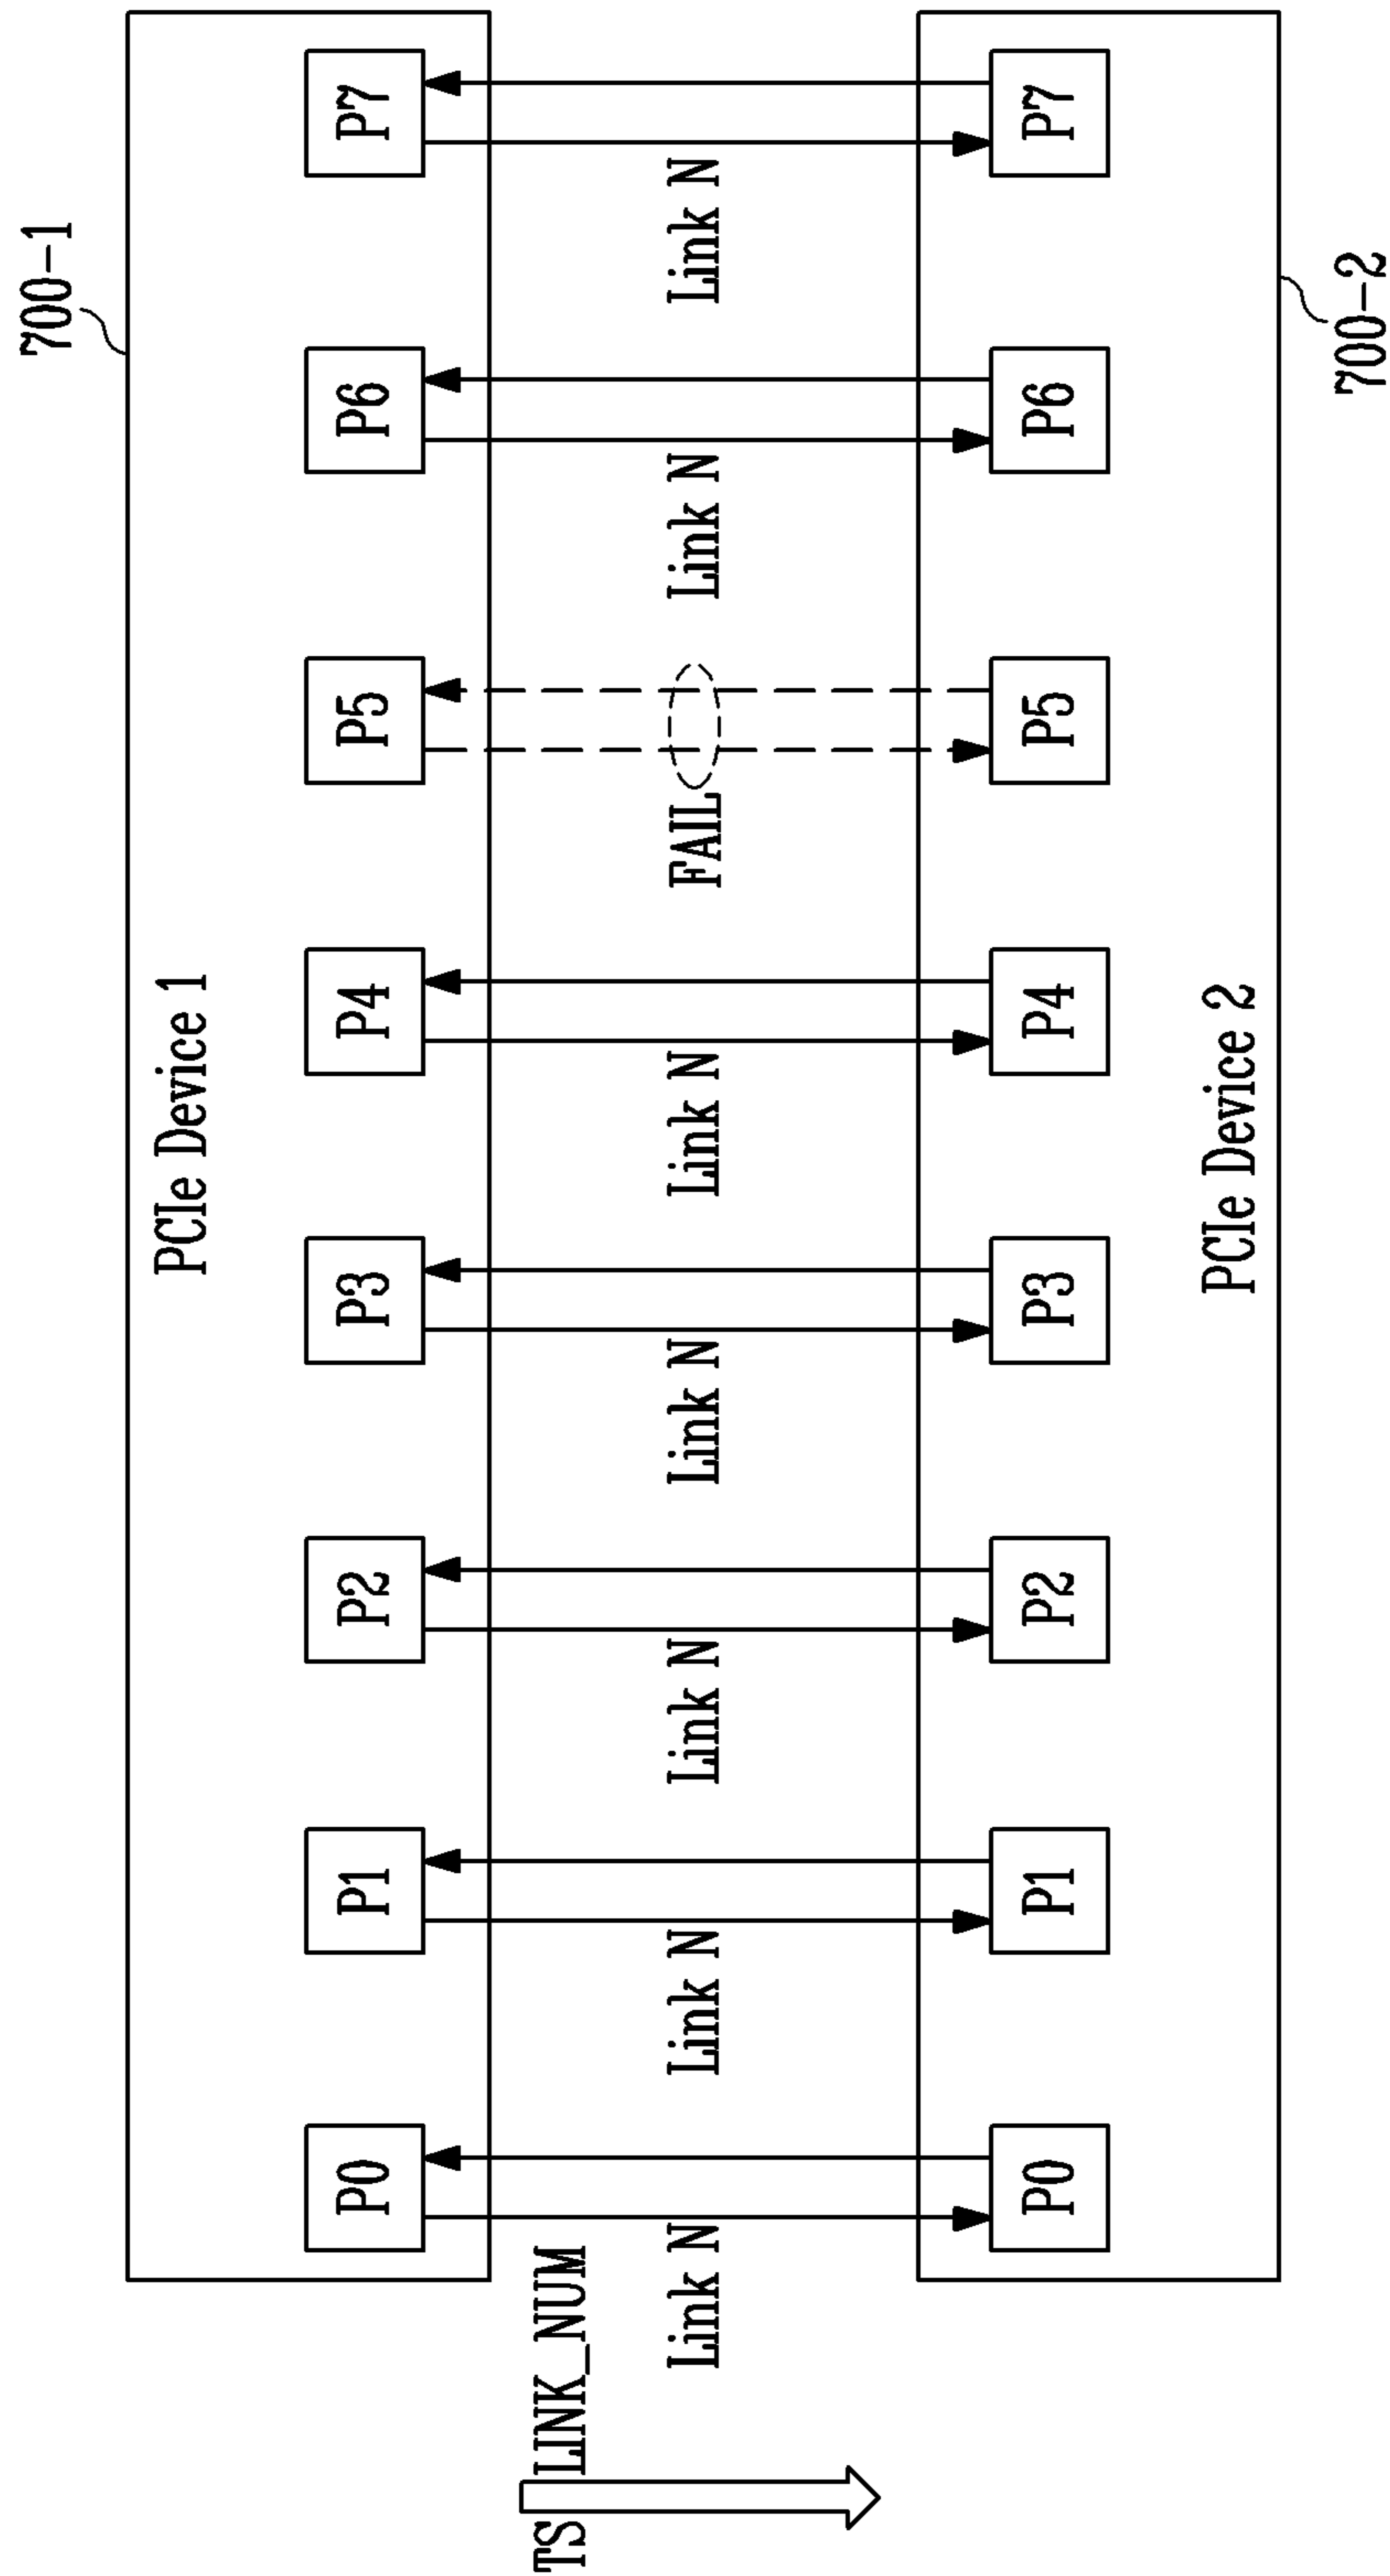 700-1
PCIe Device 1
P0 P1 P2 P3 P4 P5 P6 P7
TS LINK_NUM
Link N Link N Link N Link N Link N FAIL Link N Link N
P0 P1 P2 P3 P4 P5 P6 P7
PCIe Device 2
700-2